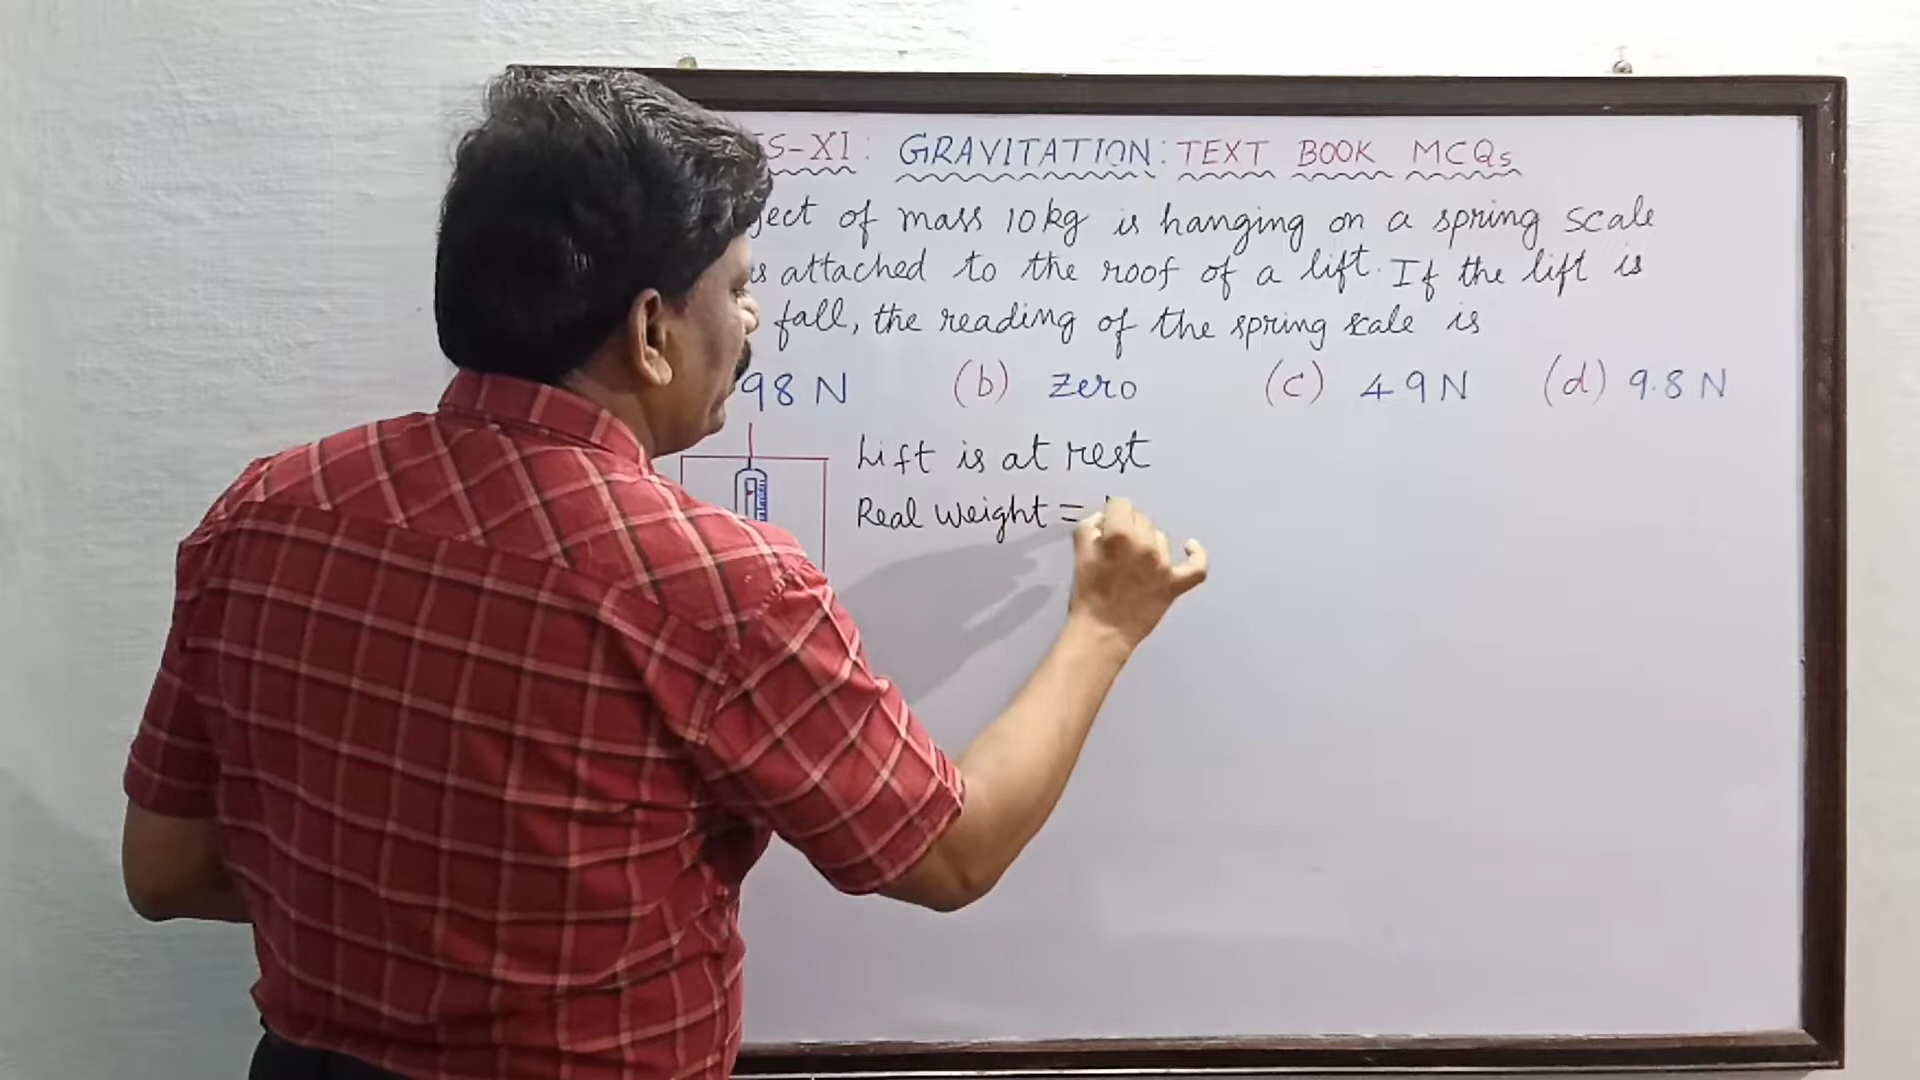 S-XI: GRAVITATION: TEXT BOOK MCQs
ject of mass 10 kg is hanging on a spring scale
is attached to the roof of a lift. If the lift is
fall, the reading of the spring scale is
98 N (b) zero (c) 49 N (d) 9.8 N
Lift is at rest
Real weight =